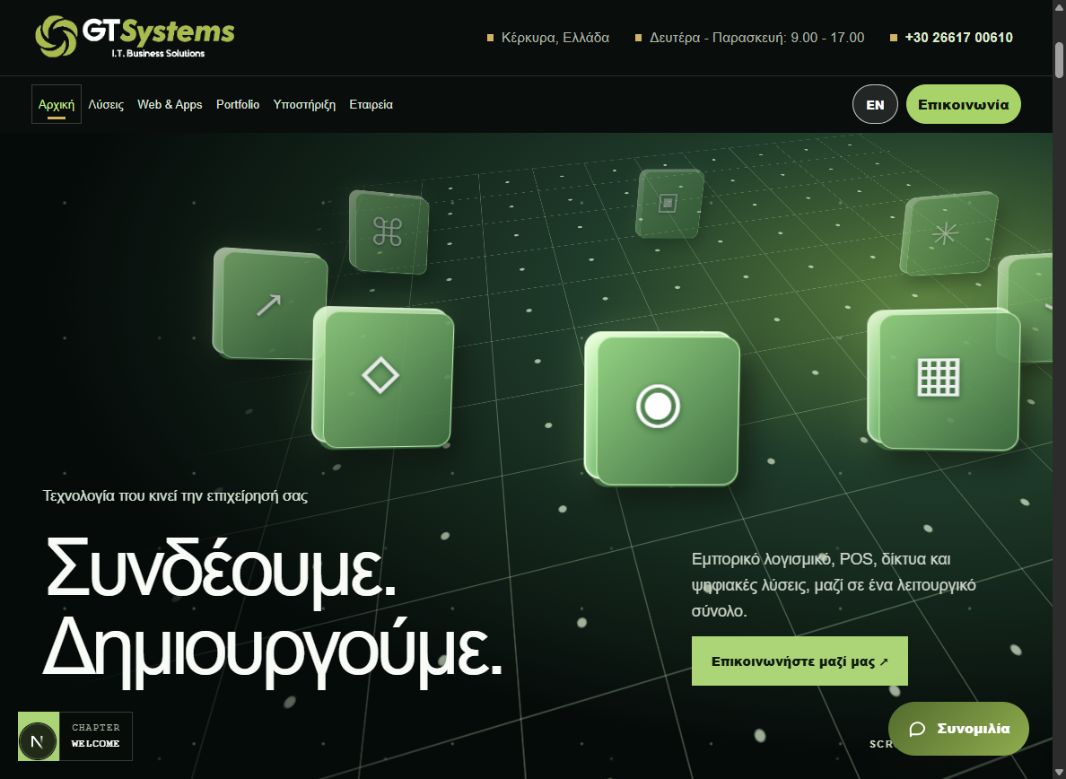 GTSystems
I.T. Business Solutions
Κέρκυρα, Ελλάδα
Δευτέρα - Παρασκευή: 9.00 - 17.00
+30 26617 00610
Αρχική
Λύσεις
Web & Apps
Portfolio
Υποστήριξη
Εταιρεία
EN
Επικοινωνία
Τεχνολογία που κινεί την επιχείρησή σας
Συνδέουμε.
Δημιουργούμε.
Εμπορικό λογισμικό, POS, δίκτυα και
ψηφιακές λύσεις, μαζί σε ένα λειτουργικό
σύνολο.
Επικοινωνήστε μαζί μας ↗
N
CHAPTER
WELCOME
SCR
Συνομιλία